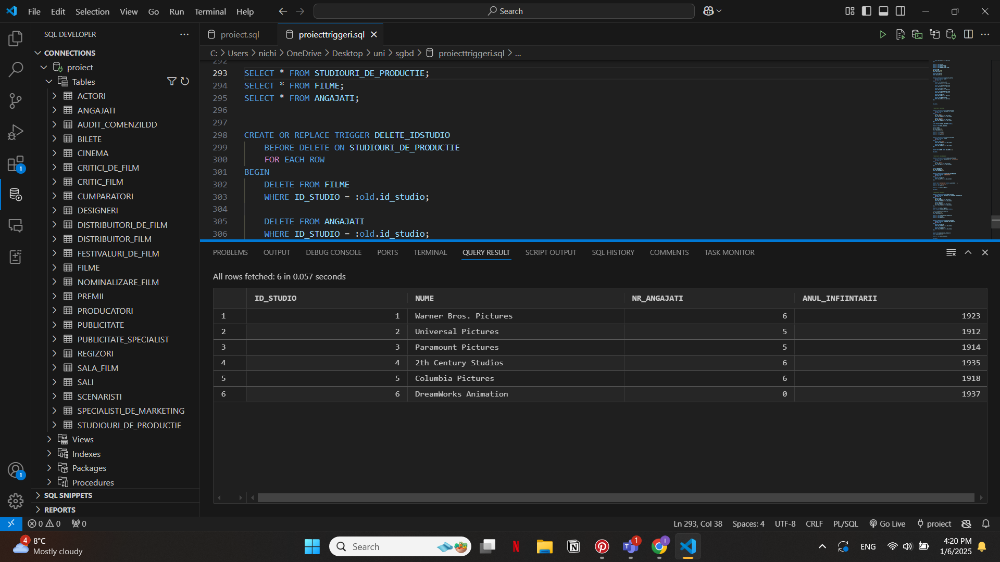 File Edit Selection View Go Run Terminal Help
Search
SQL DEVELOPER
proiect.sql
proiecttriggeri.sql
C: > Users > nichi > OneDrive > Desktop > uni > sgbd > proiecttriggeri.sql > ...
CONNECTIONS
proiect
Tables
ACTORI
ANGAJATI
AUDIT_COMENZILDD
BILETE
CINEMA
CRITICI_DE_FILM
CRITIC_FILM
CUMPARATORI
DESIGNERI
DISTRIBUITORI_DE_FILM
DISTRIBUITOR_FILM
FESTIVALURI_DE_FILM
FILME
NOMINALIZARE_FILM
PREMII
PRODUCATORI
PUBLICITATE
PUBLICITATE_SPECIALIST
REGIZORI
SALA_FILM
SALI
SCENARISTI
SPECIALISTI_DE_MARKETING
STUDIOURI_DE_PRODUCTIE
Views
Indexes
Packages
Procedures
SQL SNIPPETS
REPORTS
1
1
292
293 SELECT * FROM STUDIOURI_DE_PRODUCTIE;
294 SELECT * FROM FILME;
295 SELECT * FROM ANGAJATI;
296
297
298 CREATE OR REPLACE TRIGGER DELETE_IDSTUDIO
299 BEFORE DELETE ON STUDIOURI_DE_PRODUCTIE
300 FOR EACH ROW
301 BEGIN
302 DELETE FROM FILME
303 WHERE ID_STUDIO = :old.id_studio;
304
305 DELETE FROM ANGAJATI
306 WHERE ID_STUDIO = :old.id_studio;
PROBLEMS OUTPUT DEBUG CONSOLE PORTS TERMINAL QUERY RESULT SCRIPT OUTPUT SQL HISTORY COMMENTS TASK MONITOR
All rows fetched: 6 in 0.057 seconds
ID_STUDIO NUME NR_ANGAJATI ANUL_INFIINTARII
1 1 Warner Bros. Pictures 6 1923
2 2 Universal Pictures 5 1912
3 3 Paramount Pictures 5 1914
4 4 2th Century Studios 6 1935
5 5 Columbia Pictures 6 1918
6 6 DreamWorks Animation 0 1937
0 0 0 Ln 293, Col 38 Spaces: 4 UTF-8 CRLF PL/SQL Go Live proiect
4 8°C
Mostly cloudy
Search
1
ENG
4:20 PM
1/6/2025